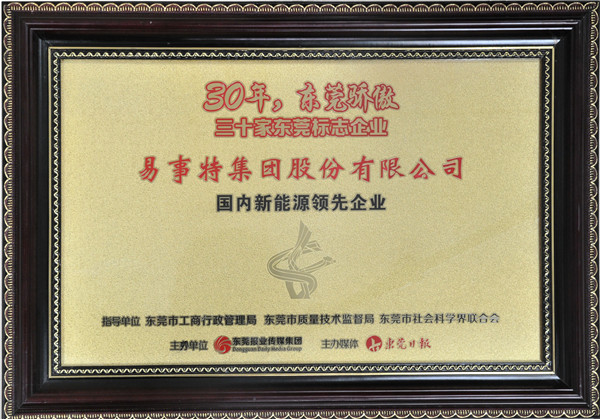 30年，东莞骄傲
三十家东莞标志企业
易事特集团股份有限公司
国内新能源领先企业
指导单位 东莞市工商行政管理局 东莞市质量技术监督局 东莞市社会科学界联合会
主办单位 东莞报业传媒集团 主办媒体 东莞日报
Dongguan Daily Media Group